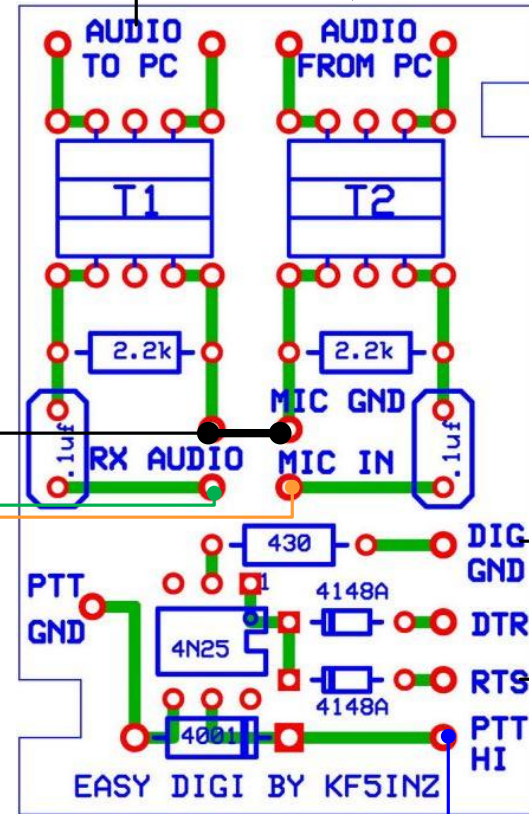 AUDIO
TO PC
AUDIO
FROM PC
T1
T2
2.2k
2.2k
MIC GND
.1uf
.1uf
RX AUDIO
MIC IN
430
DIG
GND
PTT
GND
1
4148A
4N25
DTR
RTS
4148A
4001
PTT
HI
EASY DIGI BY KF5INZ